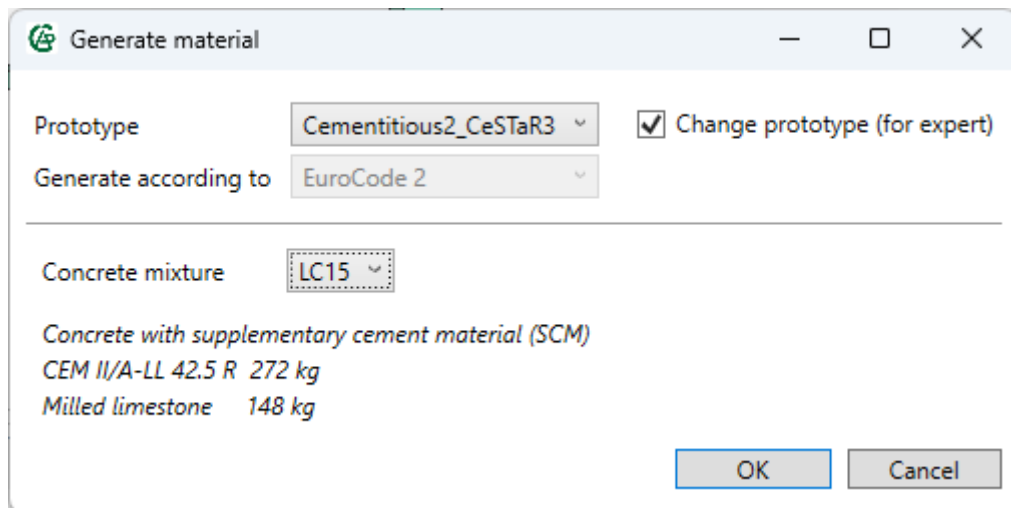 Generate material
Prototype Cementitious2_CeSTaR3 Change prototype (for expert)
Generate according to EuroCode 2
Concrete mixture LC15
Concrete with supplementary cement material (SCM)
CEM II/A-LL 42.5 R 272 kg
Milled limestone 148 kg
OK Cancel